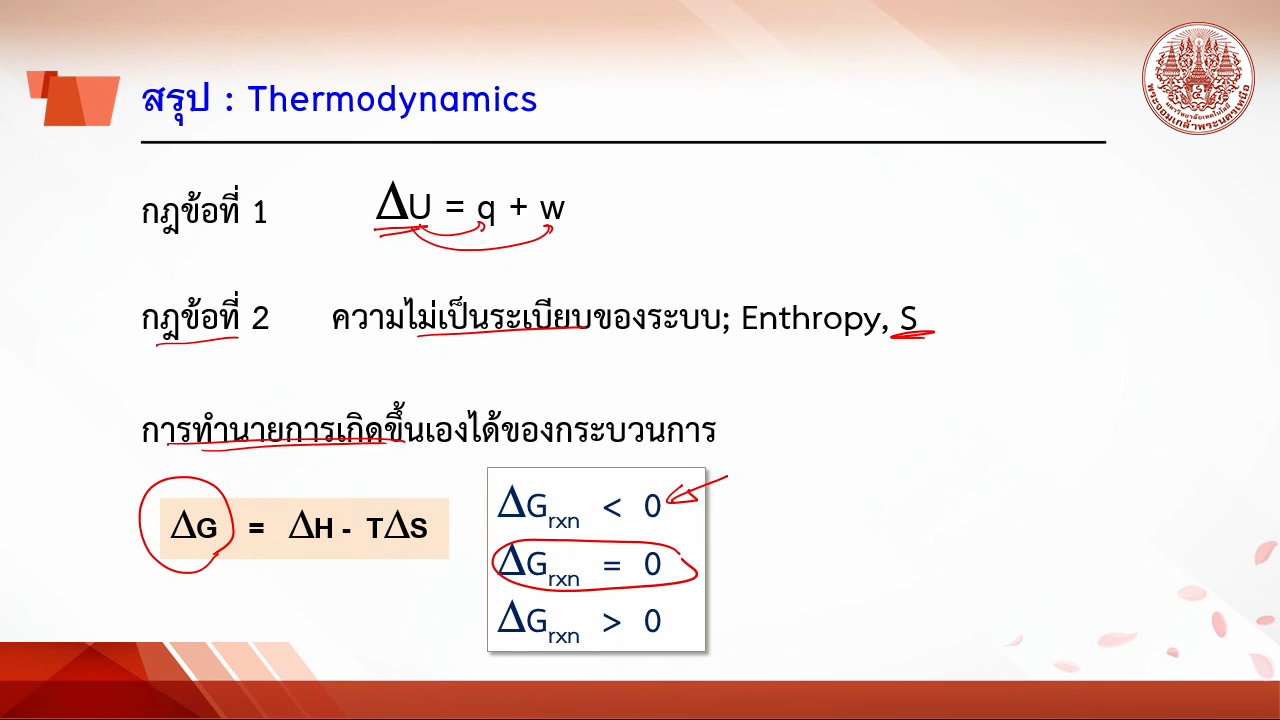 สรุป : Thermodynamics
กฎข้อที่ 1 ΔU = q + w
กฎข้อที่ 2 ความไม่เป็นระเบียบของระบบ; Enthropy, S
การทำนายการเกิดขึ้นเองได้ของกระบวนการ
ΔG = ΔH - TΔS
ΔGrxn < 0
ΔGrxn = 0
ΔGrxn > 0